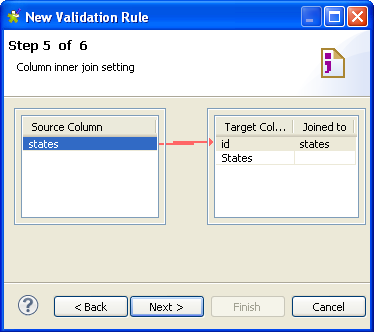 New Validation Rule
Step 5 of 6
Column inner join setting
Source Column
states
Target Col... Joined to
id states
States
< Back Next > Finish Cancel